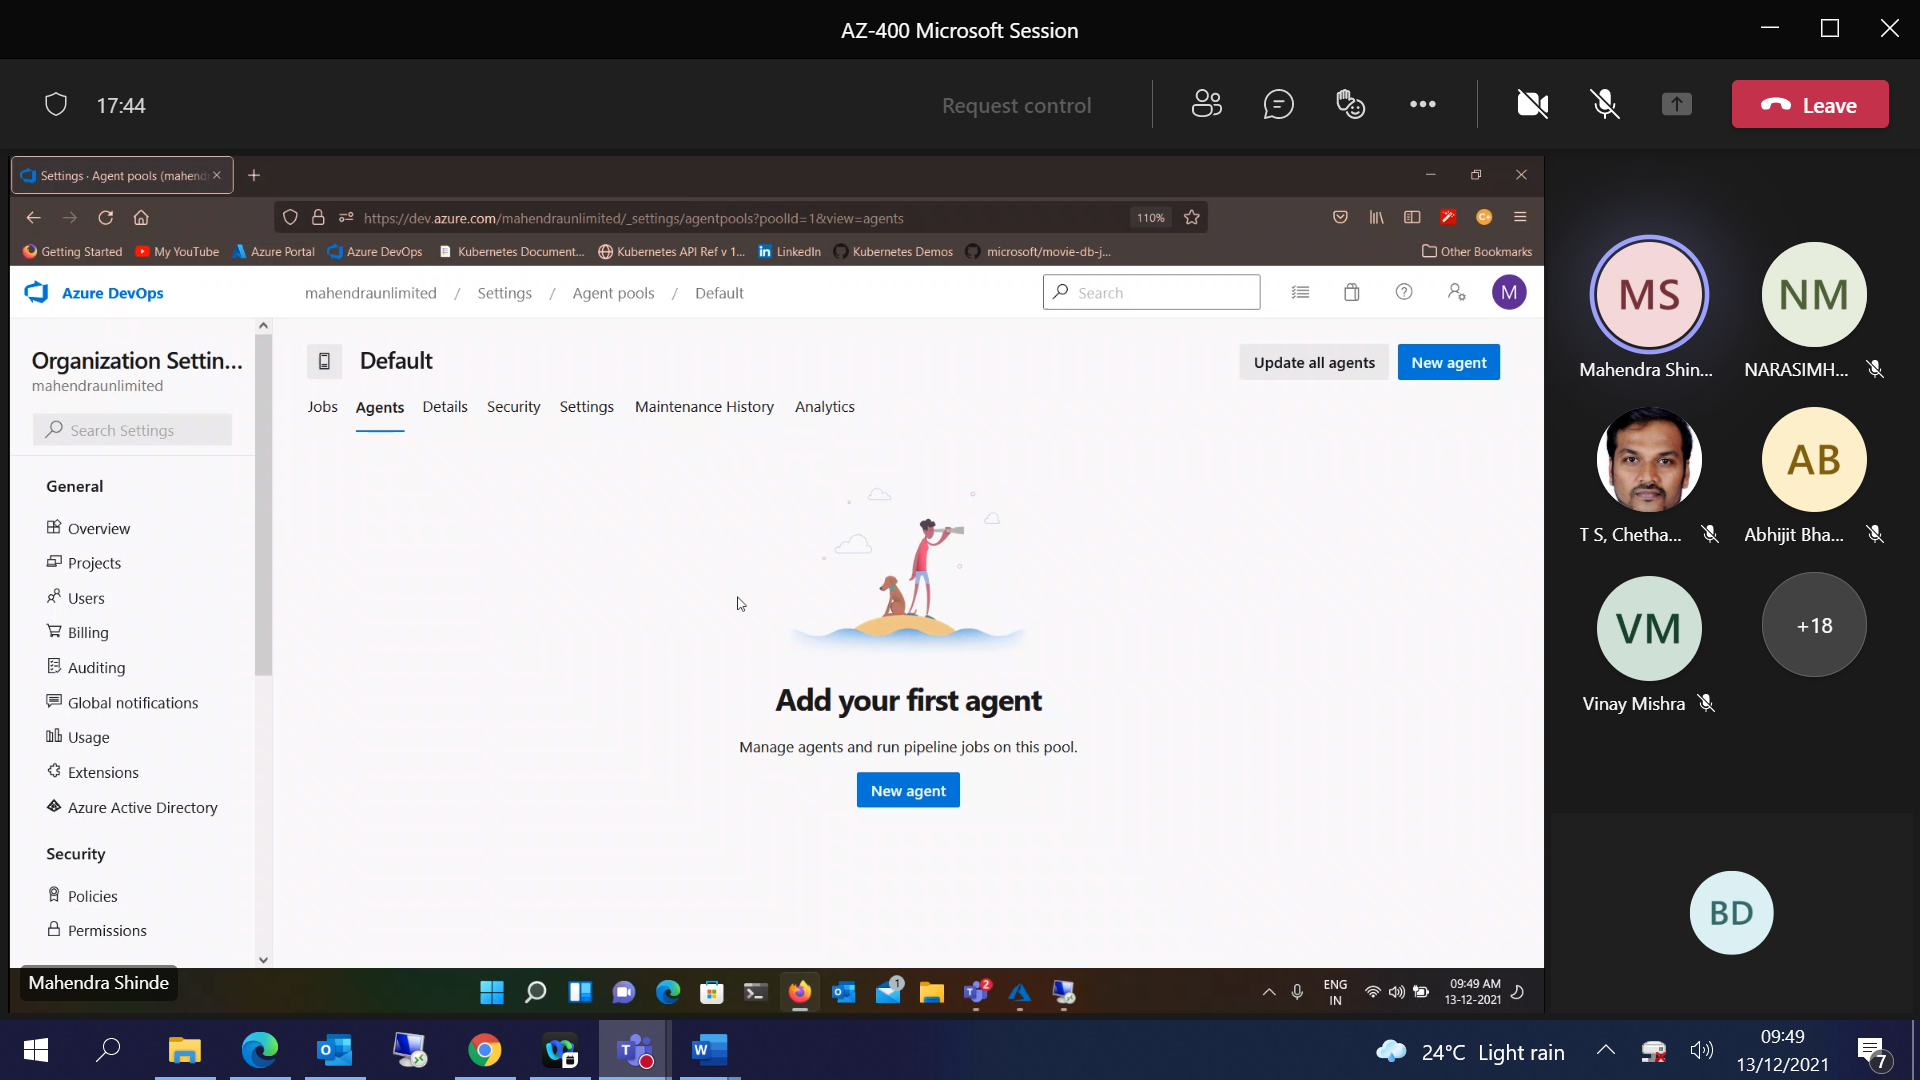 AZ-400 Microsoft Session
17:44
Request control
Leave
Settings · Agent pools (mahend
https://dev.azure.com/mahendraunlimited/_settings/agentpools?poolId=1&view=agents
110%
Getting Started
My YouTube
Azure Portal
Azure DevOps
Kubernetes Document...
Kubernetes API Ref v 1...
LinkedIn
Kubernetes Demos
microsoft/movie-db-j...
Other Bookmarks
Azure DevOps
mahendraunlimited / Settings / Agent pools / Default
Search
M
Organization Settin...
mahendraunlimited
Search Settings
General
Overview
Projects
Users
Billing
Auditing
Global notifications
Usage
Extensions
Azure Active Directory
Security
Policies
Permissions
Default
Update all agents
New agent
Jobs
Agents
Details
Security
Settings
Maintenance History
Analytics
Add your first agent
Manage agents and run pipeline jobs on this pool.
New agent
MS
Mahendra Shin...
NM
NARASIMH...
T S, Chetha...
AB
Abhijit Bha...
VM
Vinay Mishra
+18
BD
Mahendra Shinde
1
2
ENG
IN
09:49 AM
13-12-2021
24°C Light rain
09:49
13/12/2021
7